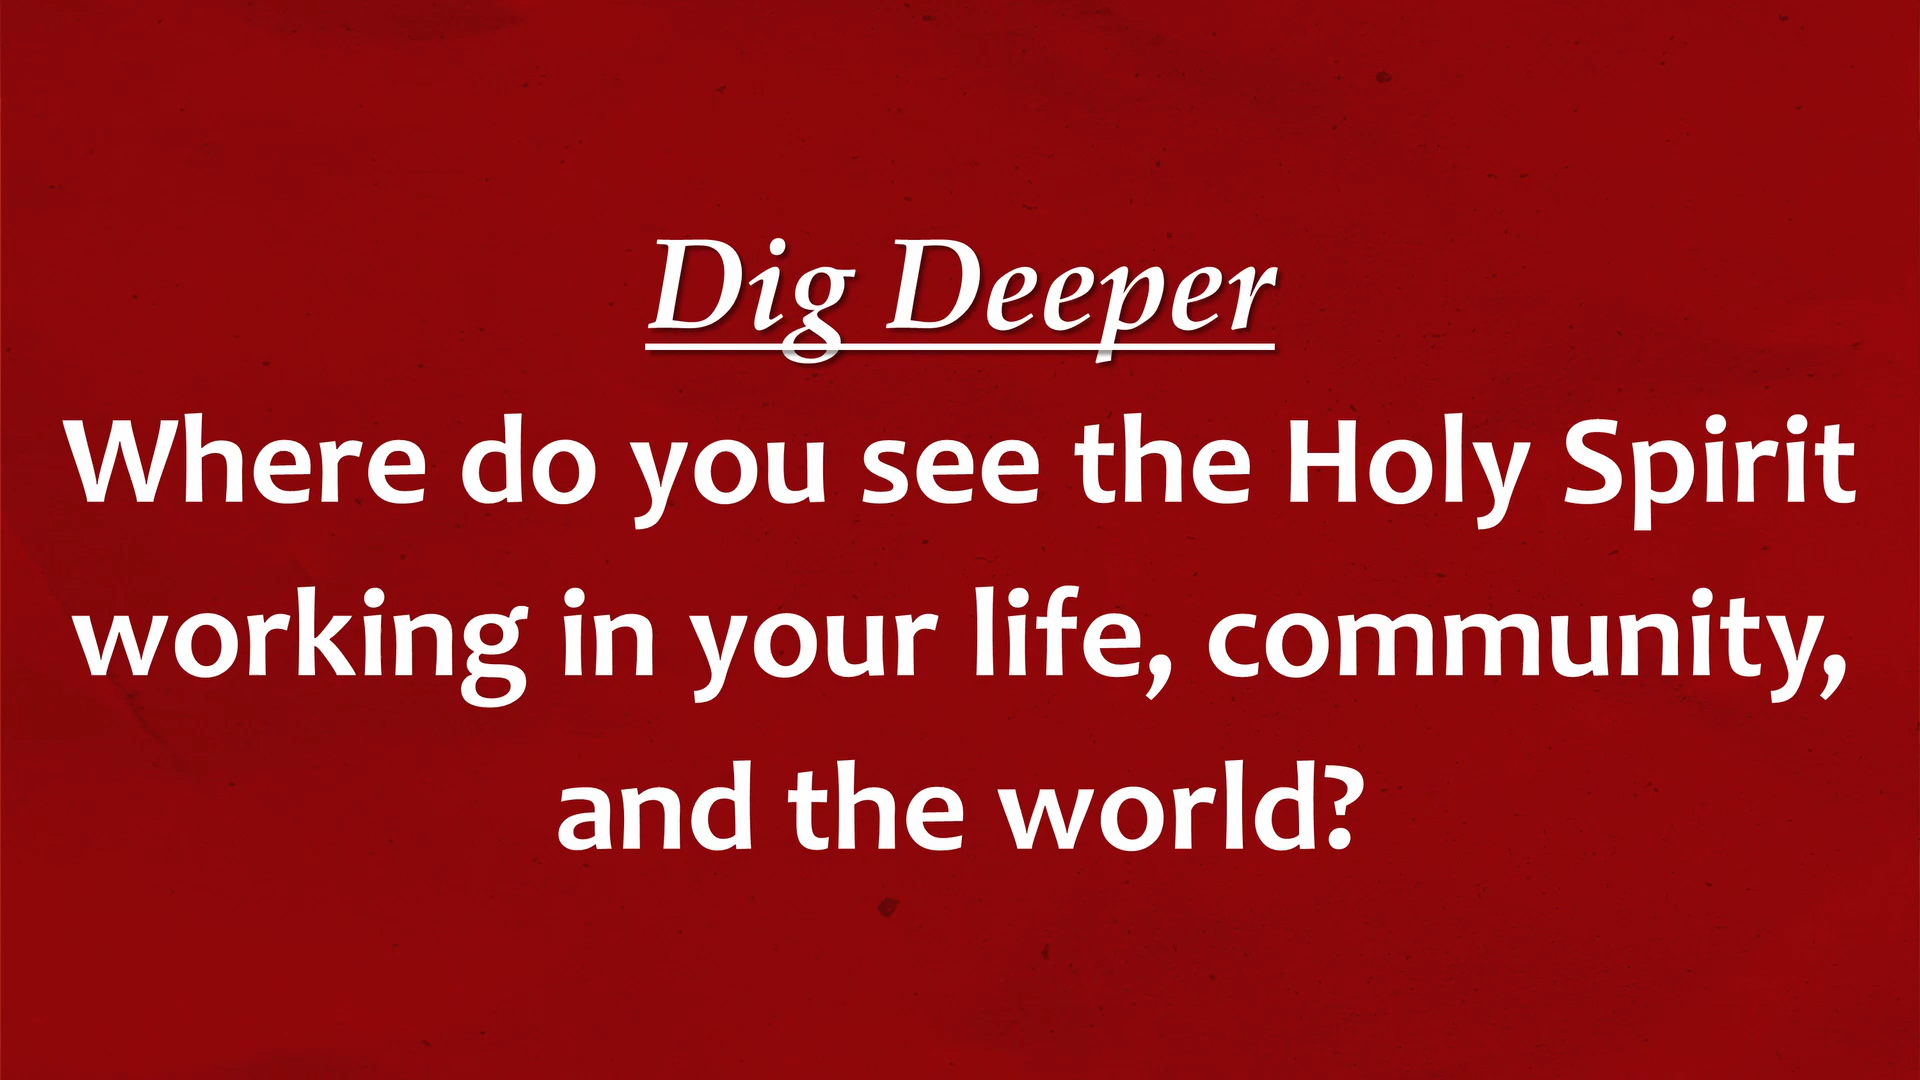 Dig Deeper
Where do you see the Holy Spirit
working in your life, community,
and the world?